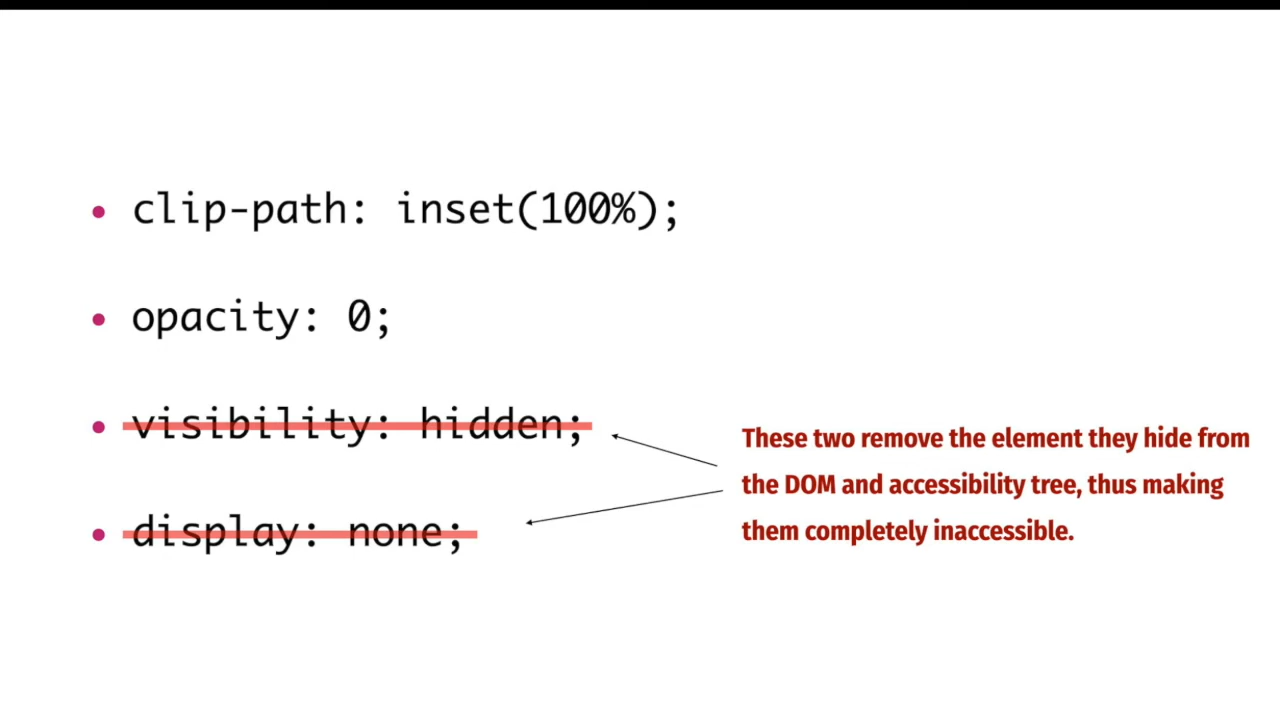 • clip-path: inset(100%);
• opacity: 0;
• visibility: hidden;
• display: none;
These two remove the element they hide from
the DOM and accessibility tree, thus making
them completely inaccessible.